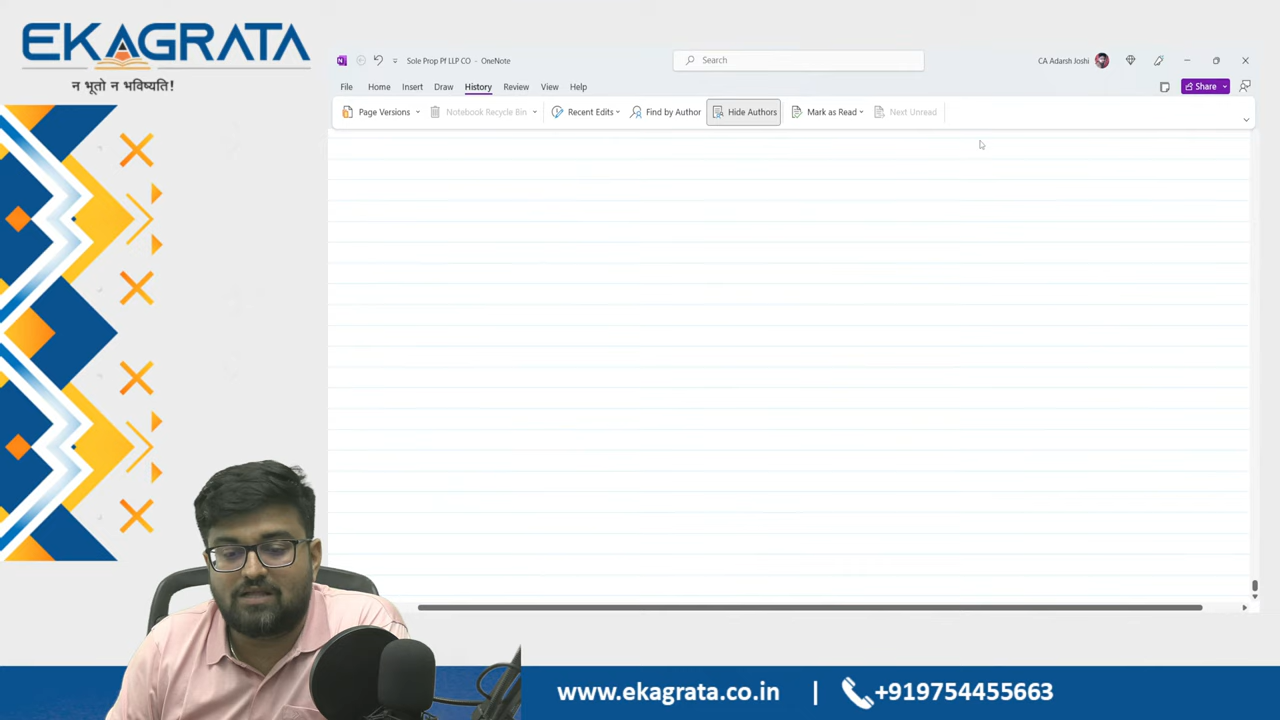 EKAGRATA
न भूतो न भविष्यति!
Sole Prop Pf LLP CO - OneNote
Search
CA Adarsh Joshi
File Home Insert Draw History Review View Help
Share
Page Versions Notebook Recycle Bin Recent Edits Find by Author Hide Authors Mark as Read Next Unread
www.ekagrata.co.in | +919754455663